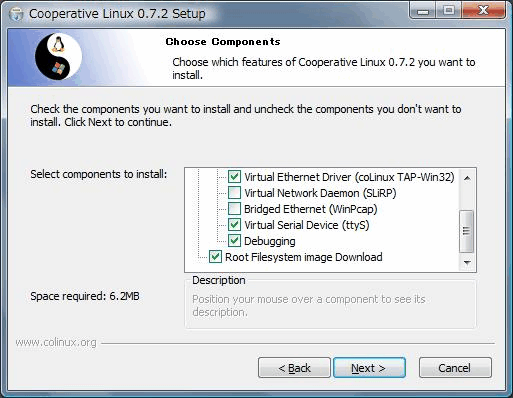 Cooperative Linux 0.7.2 Setup
Choose Components
Choose which features of Cooperative Linux 0.7.2 you want to
install.
Check the components you want to install and uncheck the components you don't want to
install. Click Next to continue.
Select components to install:
Virtual Ethernet Driver (coLinux TAP-Win32)
Virtual Network Daemon (SLiRP)
Bridged Ethernet (WinPcap)
Virtual Serial Device (ttyS)
Debugging
Root Filesystem image Download
Space required: 6.2MB
Description
Position your mouse over a component to see its
description.
www.colinux.org
< Back
Next >
Cancel